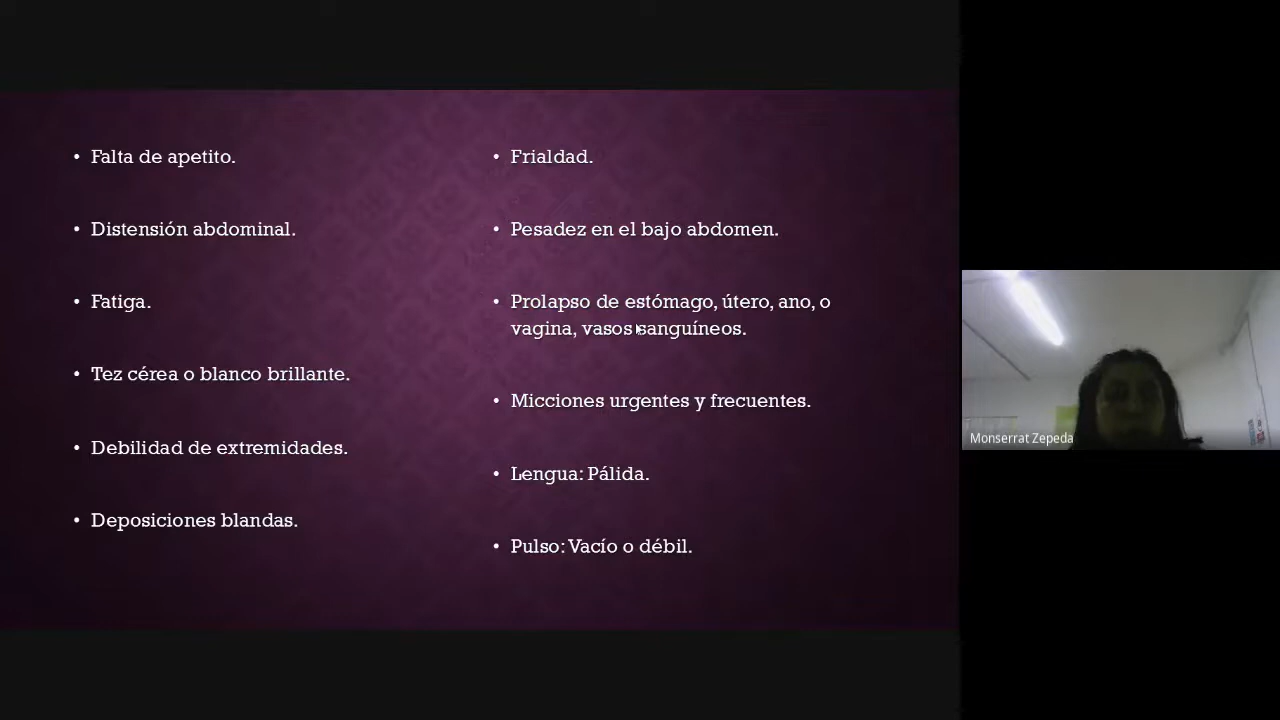 • Falta de apetito.
• Distensión abdominal.
• Fatiga.
• Tez cérea o blanco brillante.
• Debilidad de extremidades.
• Deposiciones blandas.
• Frialdad.
• Pesadez en el bajo abdomen.
• Prolapso de estómago, útero, ano, o
vagina, vasos sanguíneos.
• Micciones urgentes y frecuentes.
• Lengua: Pálida.
• Pulso: Vacío o débil.
Monserrat Zepeda